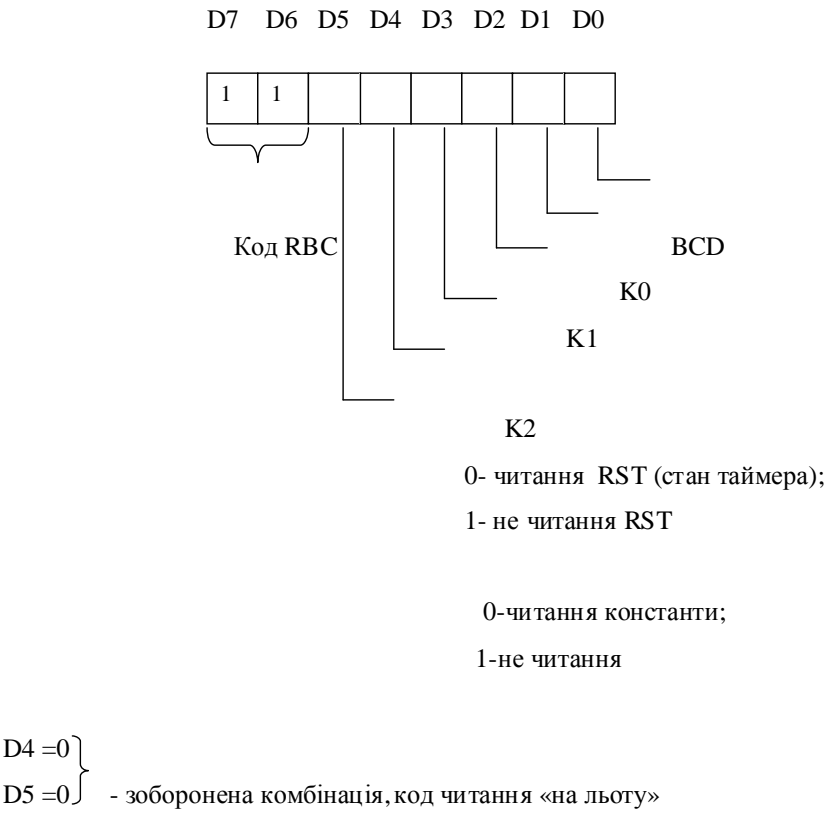 D7 D6 D5 D4 D3 D2 D1 D0
1 1
Код RBC BCD
K0
K1
K2
0- читання RST (стан таймера);
1- не читання RST
0-читання константи;
1-не читання
D4 =0
D5 =0 - зоборонена комбінація, код читання «на льоту»